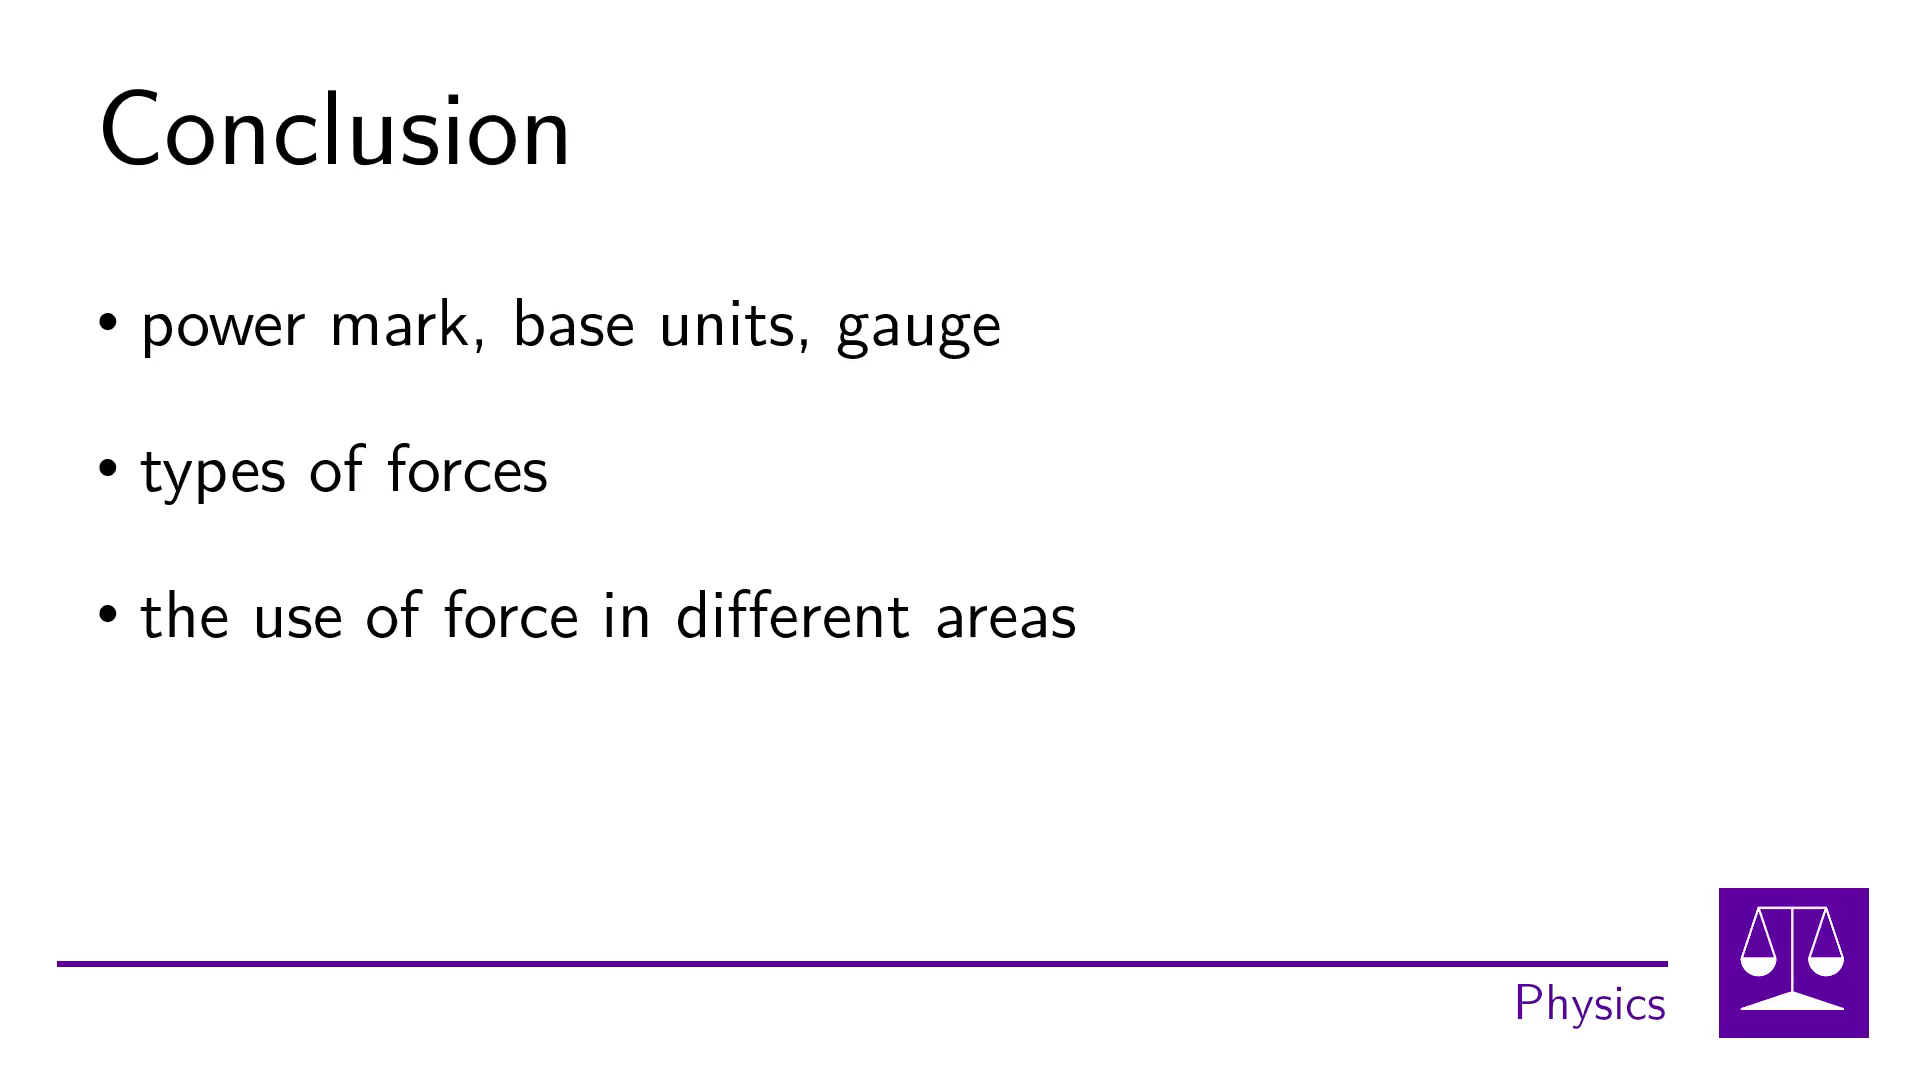 Conclusion
• power mark, base units, gauge
• types of forces
• the use of force in different areas
Physics